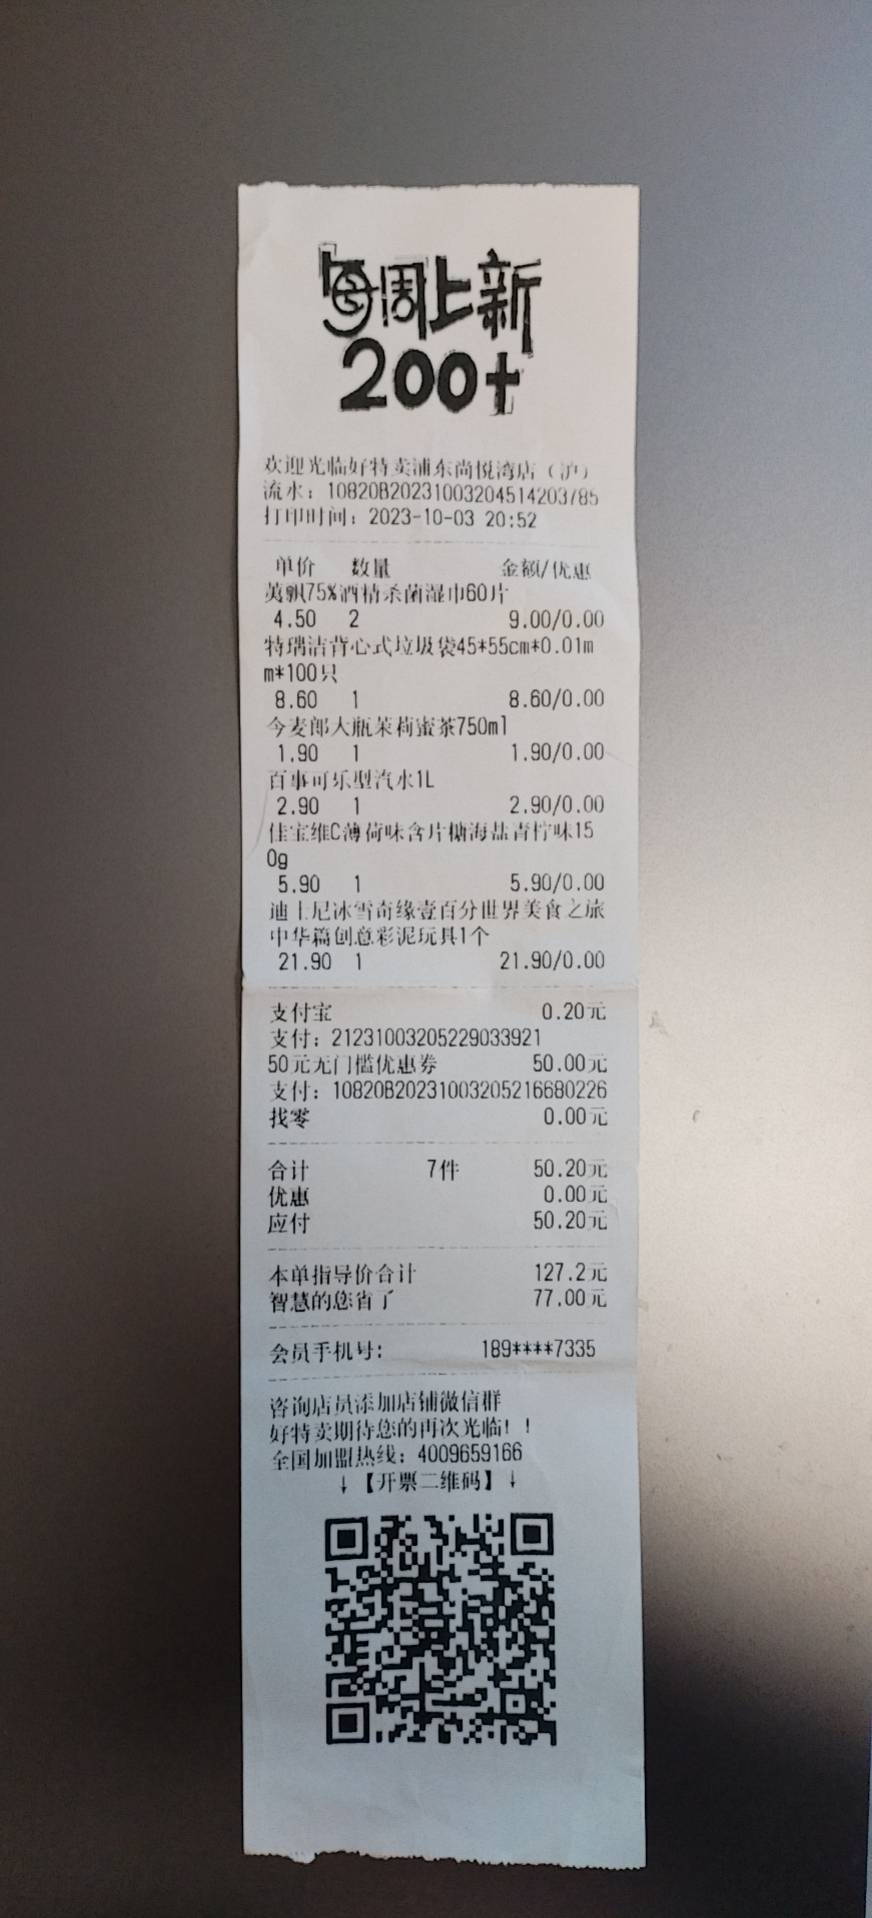 『每周上新
200+』
欢迎光临好特卖浦东尚悦湾店（沪）
流水：10820B20231003204514203785
打印时间：2023-10-03 20:52
单价 数量 金额/优惠
英飘75%酒精杀菌湿巾60片
4.50 2 9.00/0.00
特瑞洁背心式垃圾袋45*55cm*0.01m
m*100只
8.60 1 8.60/0.00
今麦郎大瓶茉莉蜜茶750ml
1.90 1 1.90/0.00
百事可乐型汽水1L
2.90 1 2.90/0.00
佳宝维C薄荷味含片糖海盐青柠味15
0g
5.90 1 5.90/0.00
迪士尼冰雪奇缘壹百分世界美食之旅
中华篇创意彩泥玩具1个
21.90 1 21.90/0.00
支付宝 0.20元
支付：21231003205229033921
50元无门槛优惠券 50.00元
支付：10820B20231003205216680226
找零 0.00元
合计 7件 50.20元
优惠 0.00元
应付 50.20元
本单指导价合计 127.2元
智慧的您省了 77.00元
会员手机号: 189****7335
咨询店员添加店铺微信群
好特卖期待您的再次光临！！
全国加盟热线：4009659166
↓【开票二维码】↓